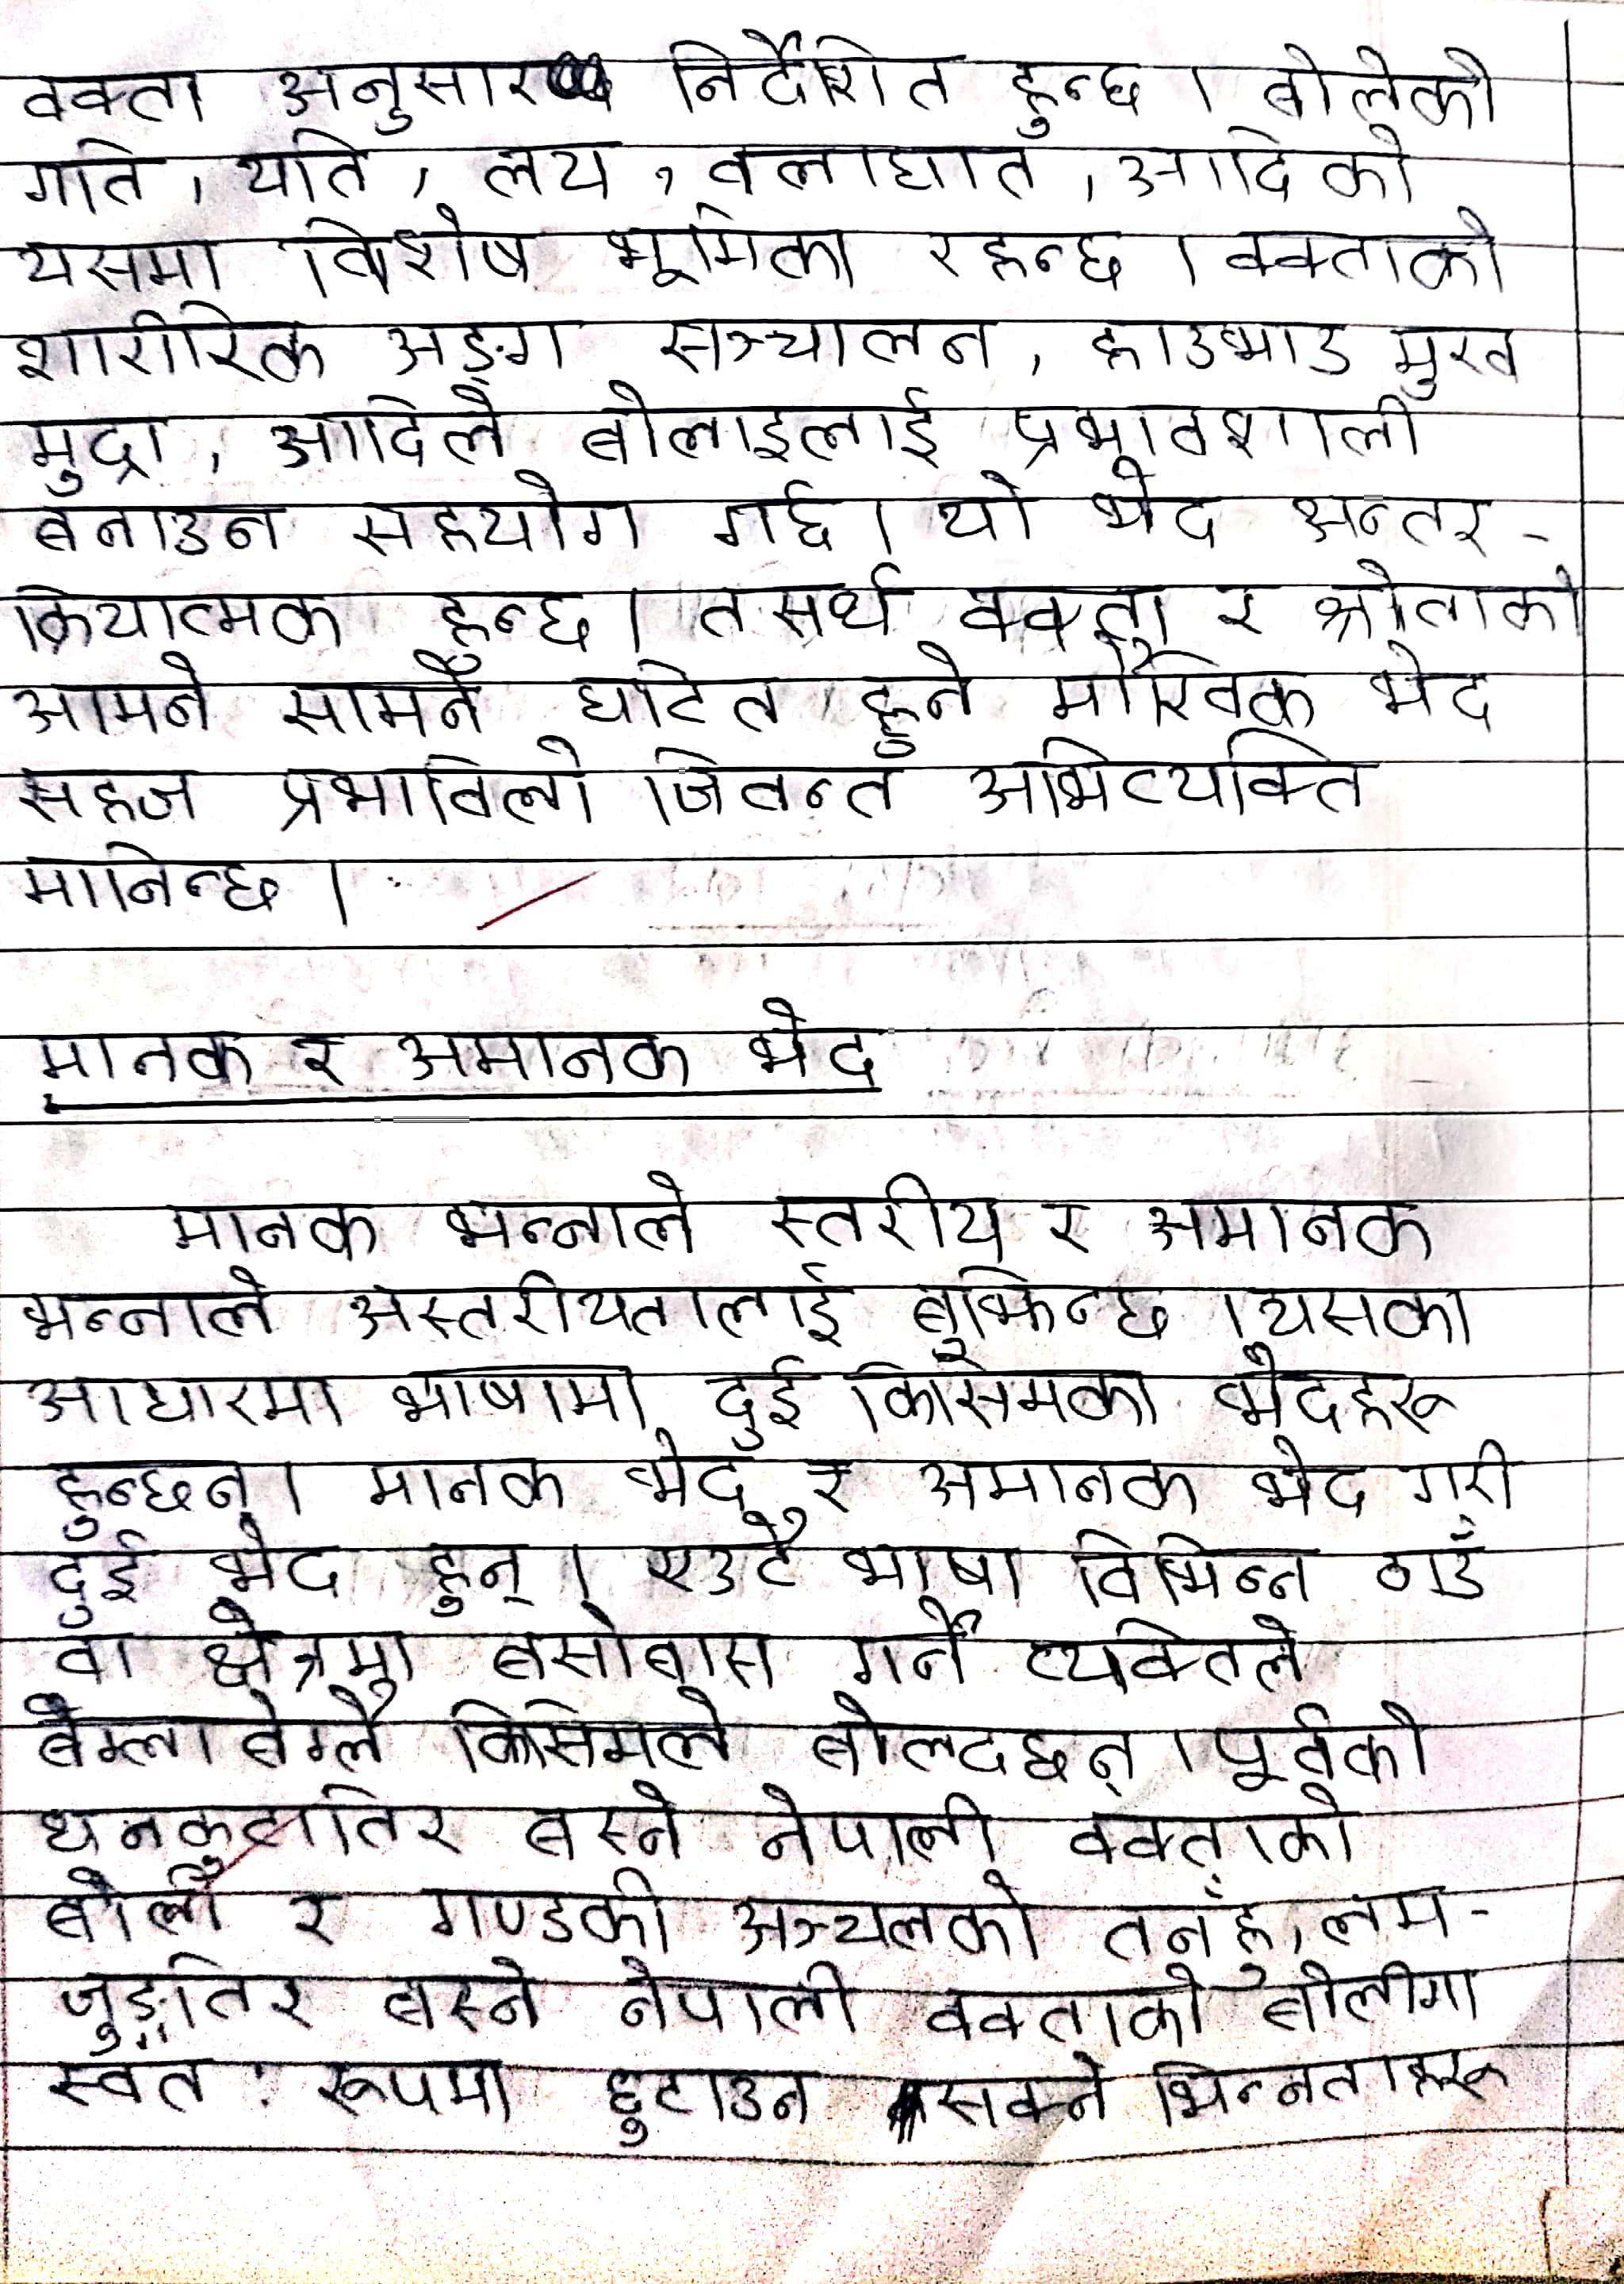 वक्ता अनुसार निर्देशित हुन्छ । बोलेको
गति, यति, लय, वलाघात, आदिको
यसमा विशेष भूमिका रहन्छ । वक्ताको
शारीरिक अङ्ग सञ्चालन, हाउभाउ मुख
मुद्रा, आदिले बोलाइलाई प्रभावशाली
बनाउन सहयोग गर्छ । यो भेद अन्तर-
क्रियात्मक हुन्छ । तसर्थ वक्ता र श्रोताको
आमने सामने घटित हुने मौखिक भेद
सहज प्रभाविलो जिवन्त अभिव्यक्ति
मानिन्छ ।
मानक र अमानक भेद
मानक भन्नाले स्तरीय र अमानक
भन्नाले अस्तरीयतालाई बुझिन्छ । यसका
आधारमा भाषामा दुई किसिमका भेदहरू
हुन्छन् । मानक भेद र अमानक भेद गरी
दुई भेद हुन् । एउटै भाषा विभिन्न ठाउँ
वा क्षेत्रमा बसोबास गर्ने व्यक्तिले
बेग्ला बेग्लै किसिमले बोल्दछन् । पूर्वको
धनकुटातिर बस्ने नेपाली वक्ताको
बोली र गण्डकी अञ्चलको तनहुँ, लम-
जुङतिर बस्ने नेपाली वक्ताको बोलीमा
स्वत: रूपमा छुटाउन सक्ने भिन्नताहरू